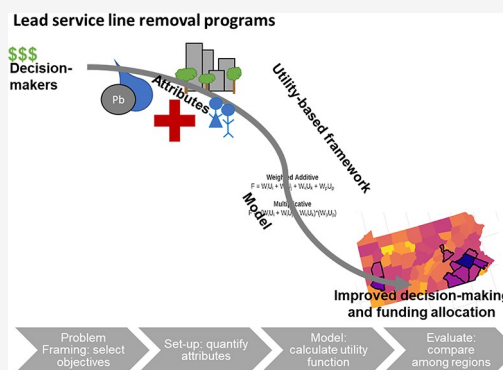 Lead service line removal programs
$$$
Decision-
makers
Pb
Attributes
Utility-based framework
Weighted Additive
Multiplicative
Model
Improved decision-making
and funding allocation
Problem
Framing: select
objectives
Set-up: quantify
attributes
Model:
calculate utility
function
Evaluate:
compare
among regions